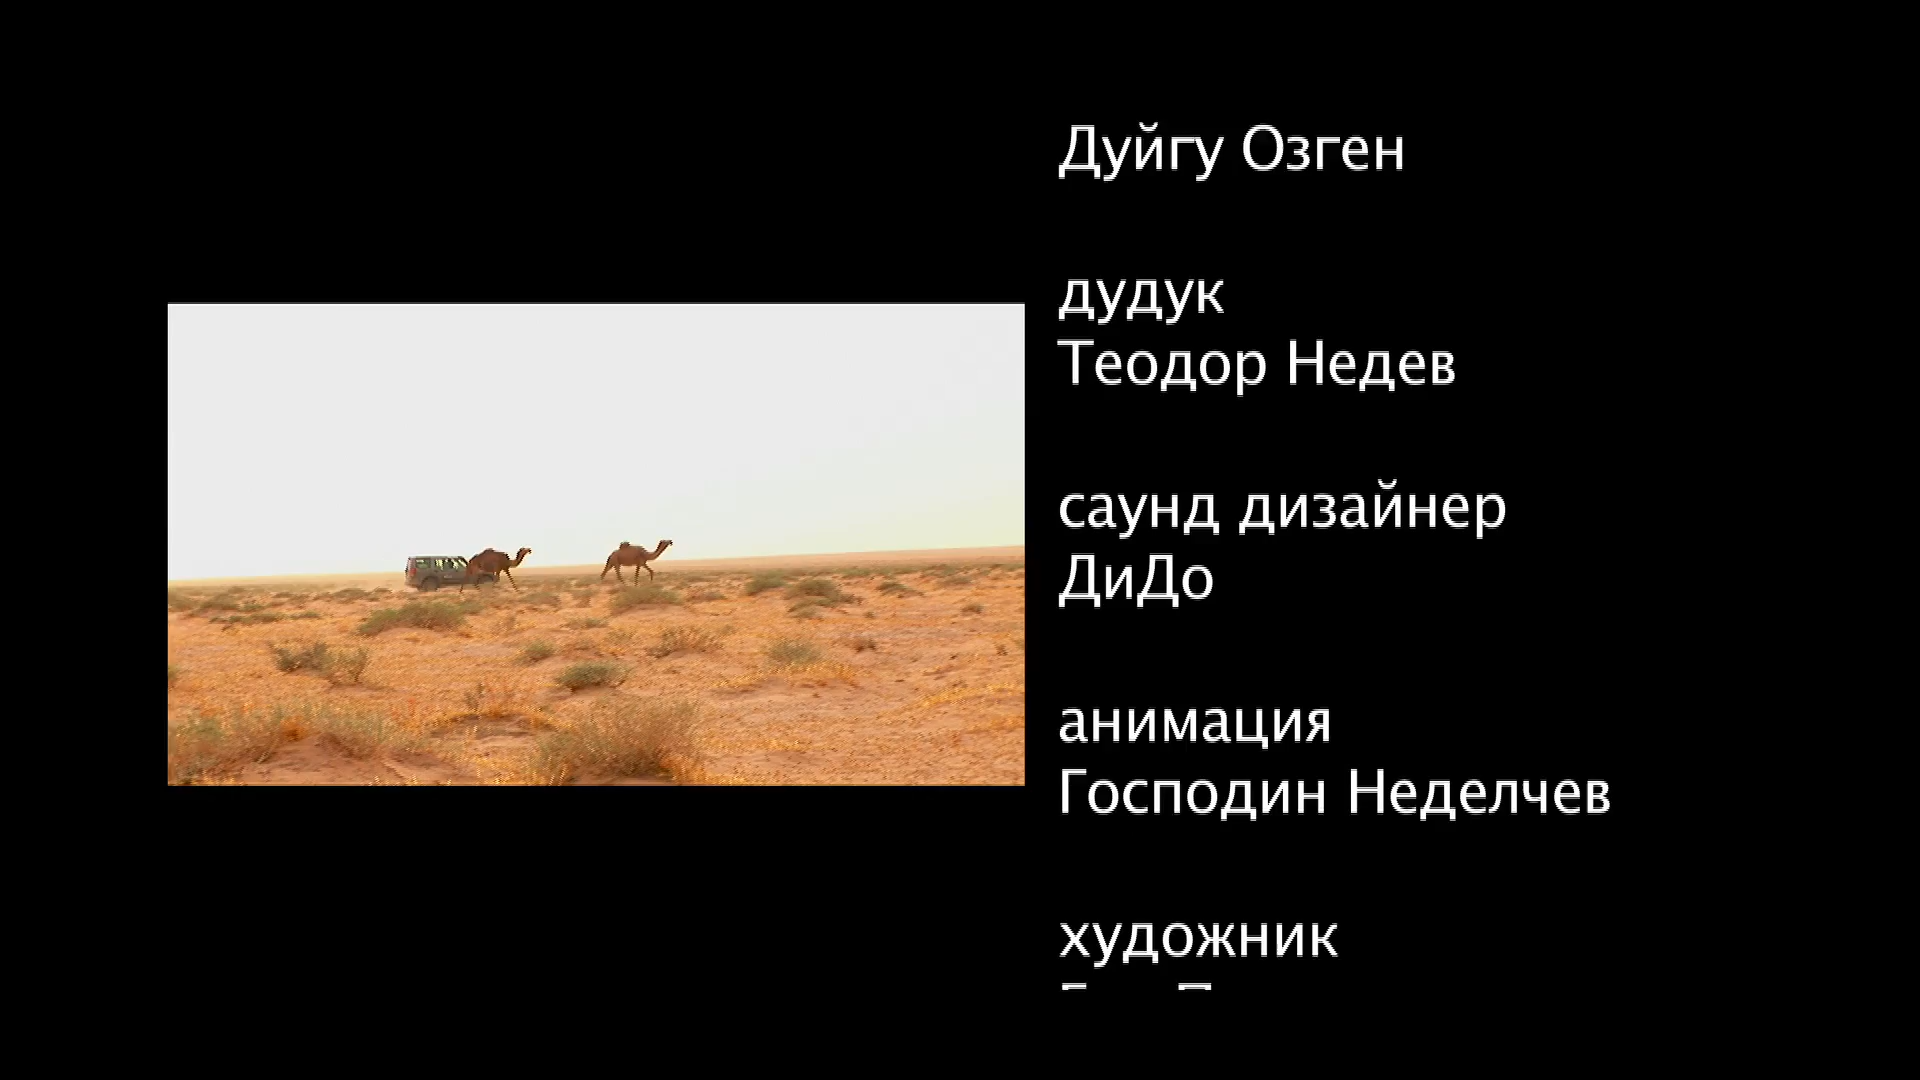 Дуйгу Озген
дудук
Теодор Недев
саунд дизайнер
ДиДо
анимация
Господин Неделчев
художник